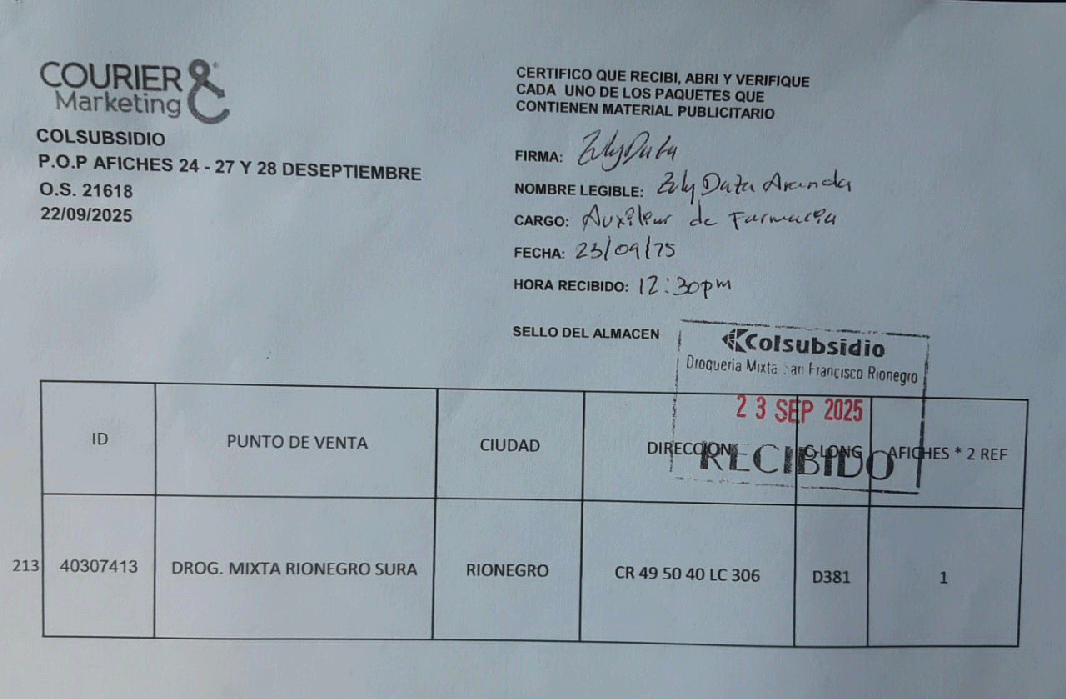 COURIER
Marketing
COLSUBSIDIO
P.O.P AFICHES 24 - 27 Y 28 DESEPTIEMBRE
O.S. 21618
22/09/2025
CERTIFICO QUE RECIBI, ABRI Y VERIFIQUE
CADA UNO DE LOS PAQUETES QUE
CONTIENEN MATERIAL PUBLICITARIO
FIRMA:
NOMBRE LEGIBLE: Zuly Daza Aranda
CARGO: Auxiliar de Farmacia
FECHA: 23/09/25
HORA RECIBIDO: 12:30pm
SELLO DEL ALMACEN
Colsubsidio
Drogueria Mixta San Francisco Rionegro
23 SEP 2025
RECIBIDO
ID PUNTO DE VENTA CIUDAD DIRECCION G-LONG AFICHES * 2 REF
213 40307413 DROG. MIXTA RIONEGRO SURA RIONEGRO CR 49 50 40 LC 306 D381 1